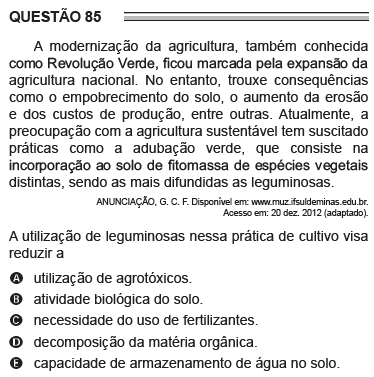 QUESTÃO 85
A modernização da agricultura, também conhecida
como Revolução Verde, ficou marcada pela expansão da
agricultura nacional. No entanto, trouxe consequências
como o empobrecimento do solo, o aumento da erosão
e dos custos de produção, entre outras. Atualmente, a
preocupação com a agricultura sustentável tem suscitado
práticas como a adubação verde, que consiste na
incorporação ao solo de fitomassa de espécies vegetais
distintas, sendo as mais difundidas as leguminosas.
ANUNCIAÇÃO, G. C. F. Disponível em: www.muz.ifsuldeminas.edu.br.
Acesso em: 20 dez. 2012 (adaptado).
A utilização de leguminosas nessa prática de cultivo visa
reduzir a
A utilização de agrotóxicos.
B atividade biológica do solo.
C necessidade do uso de fertilizantes.
D decomposição da matéria orgânica.
E capacidade de armazenamento de água no solo.